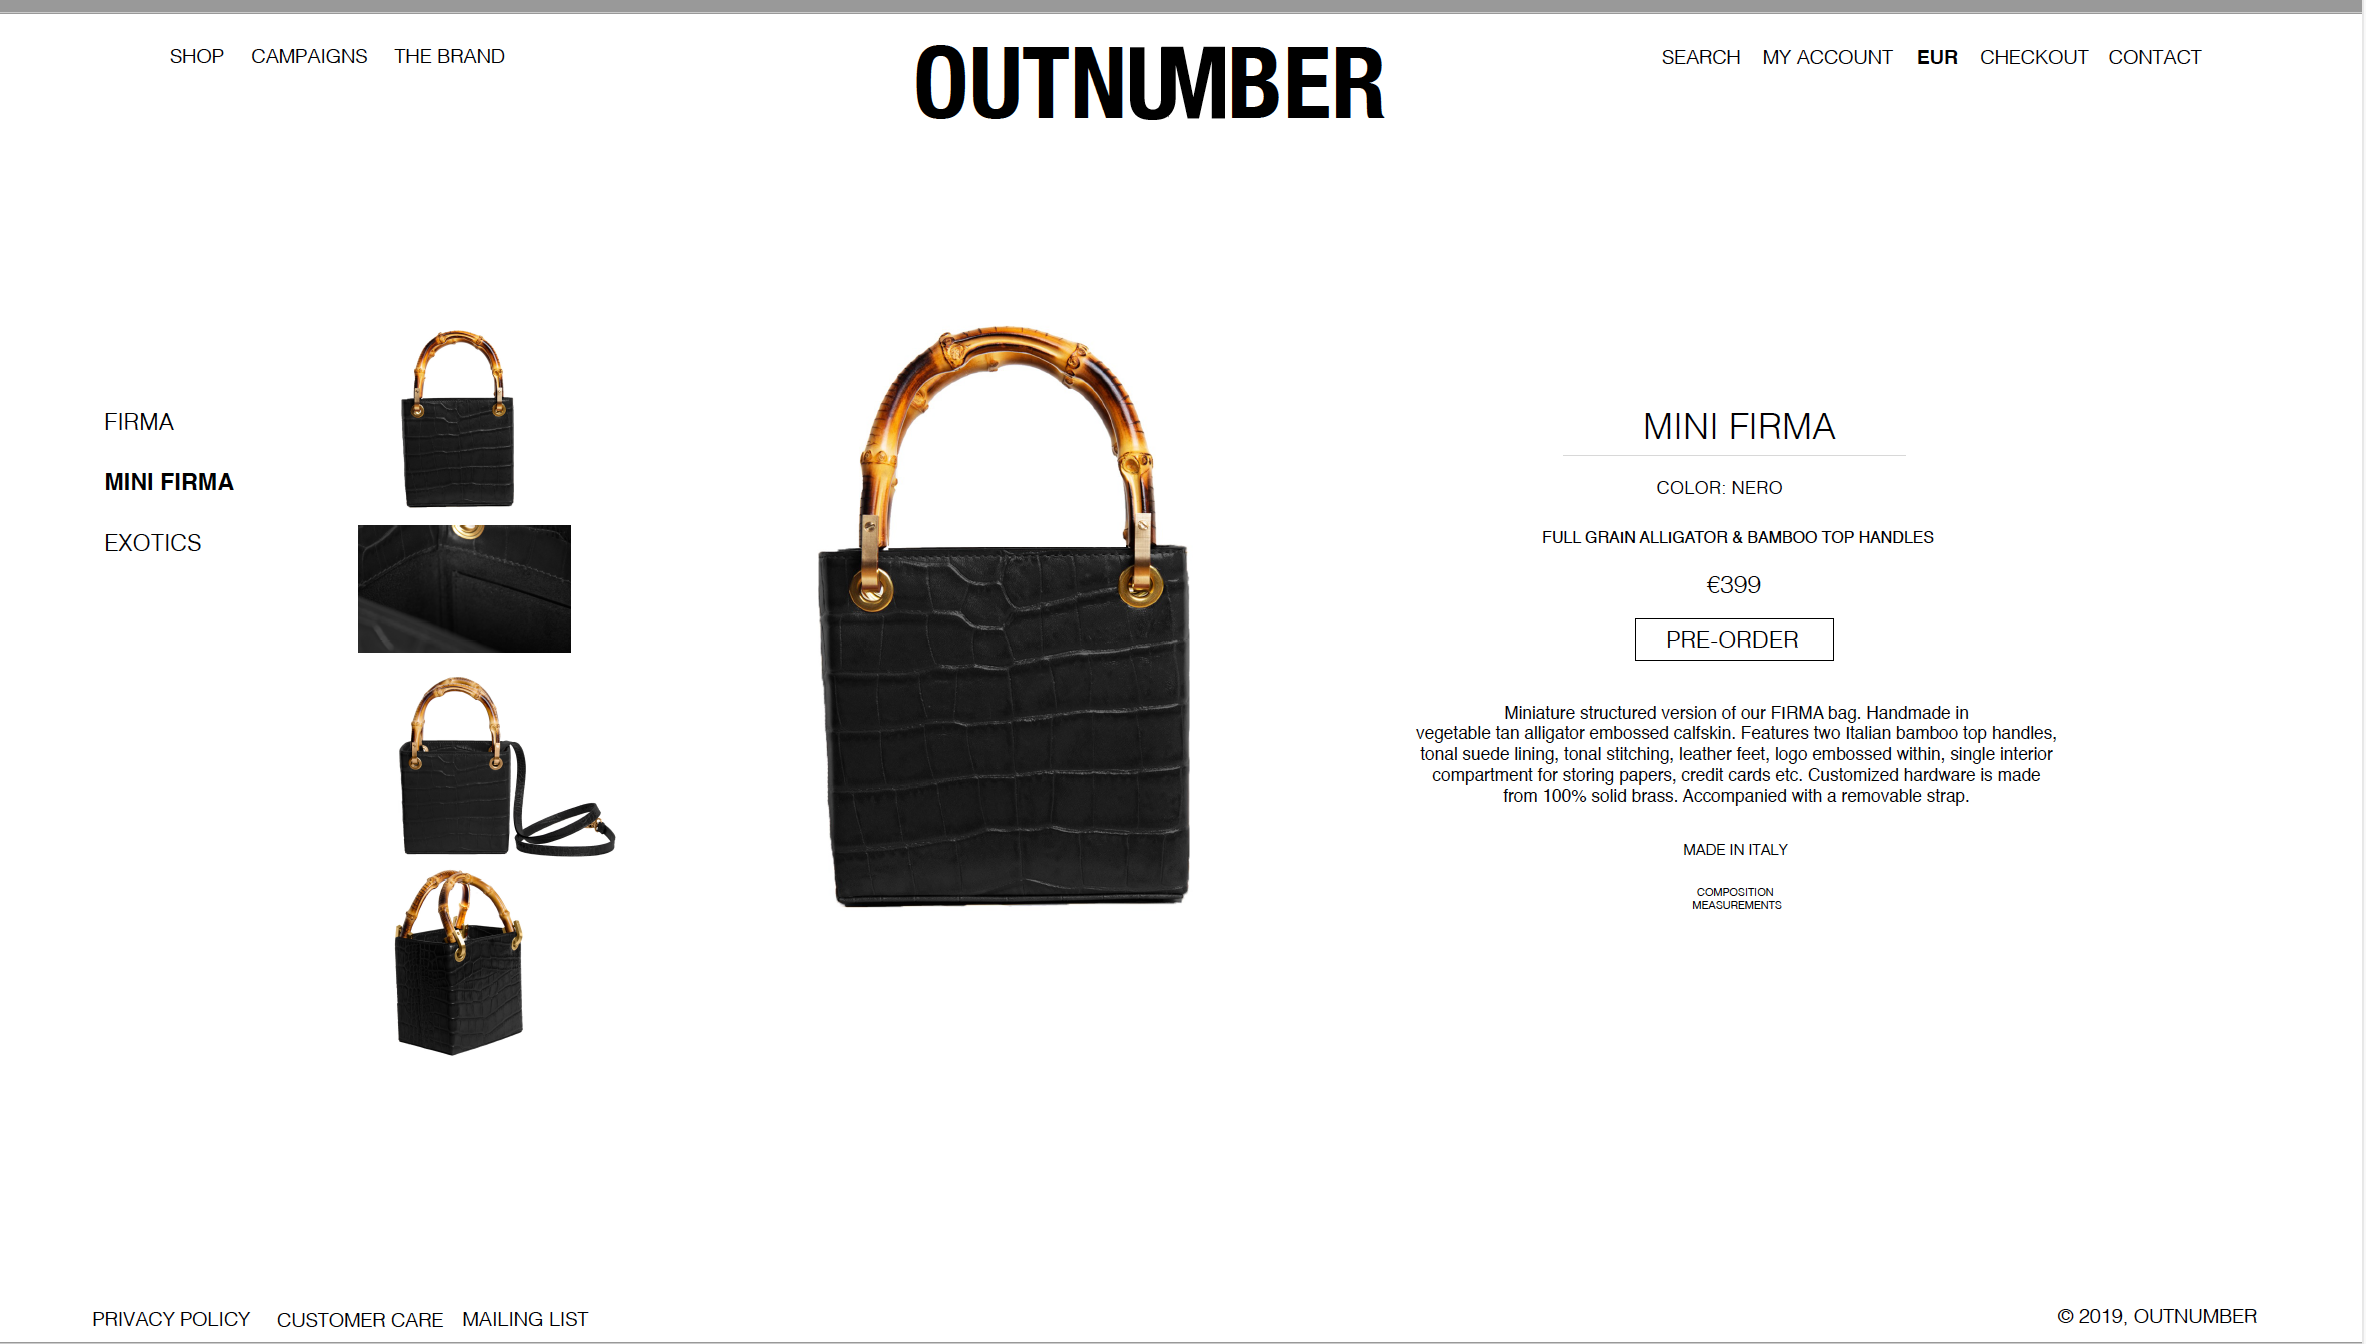 SHOP CAMPAIGNS THE BRAND
OUTNUMBER
SEARCH MY ACCOUNT EUR CHECKOUT CONTACT
FIRMA
MINI FIRMA
EXOTICS
MINI FIRMA
COLOR: NERO
FULL GRAIN ALLIGATOR & BAMBOO TOP HANDLES
€399
PRE-ORDER
Miniature structured version of our FIRMA bag. Handmade in
vegetable tan alligator embossed calfskin. Features two Italian bamboo top handles,
tonal suede lining, tonal stitching, leather feet, logo embossed within, single interior
compartment for storing papers, credit cards etc. Customized hardware is made
from 100% solid brass. Accompanied with a removable strap.
MADE IN ITALY
COMPOSITION
MEASUREMENTS
PRIVACY POLICY CUSTOMER CARE MAILING LIST
© 2019, OUTNUMBER